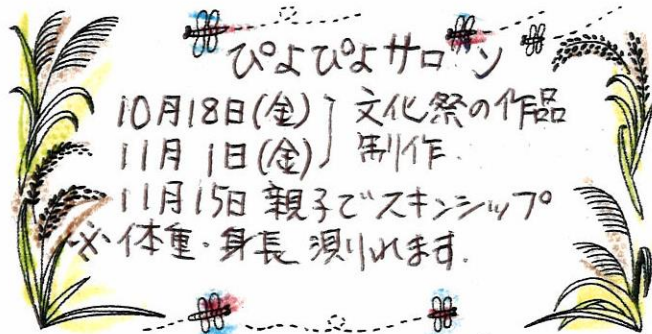 ぴよぴよサロン
10月18日(金) 文化祭の作品
11月1日(金) 制作.
11月15日 親子でスキンシップ
※体重・身長 測れます.